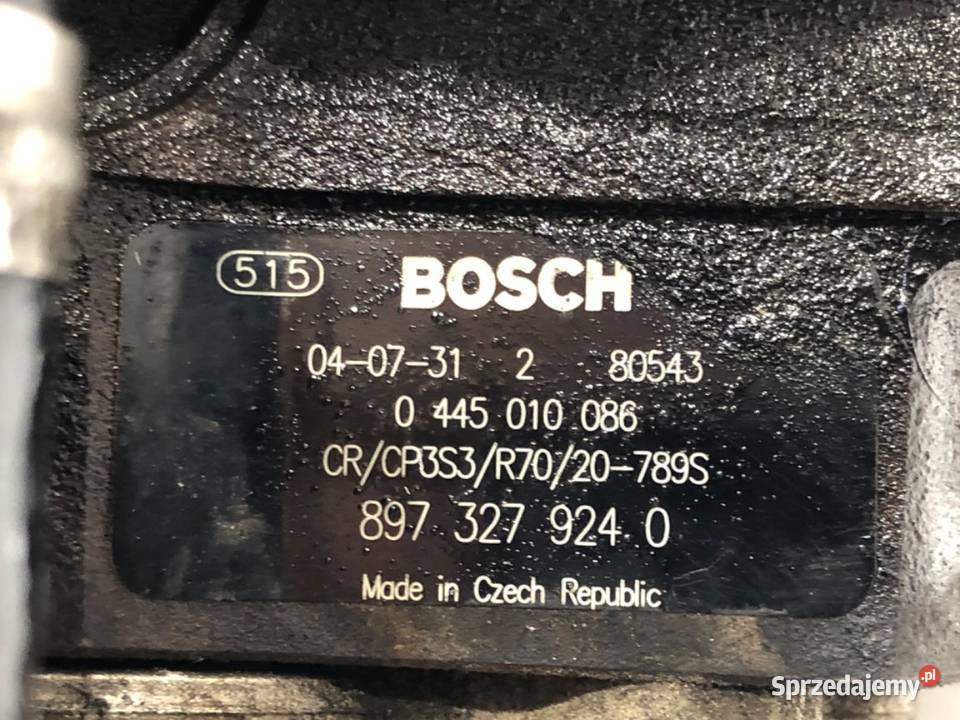 515 BOSCH
04-07-31 2 80543
0 445 010 086
CR/CP3S3/R70/20-789S
897 327 924 0
Made in Czech Republic
Sprzedajemy.pl